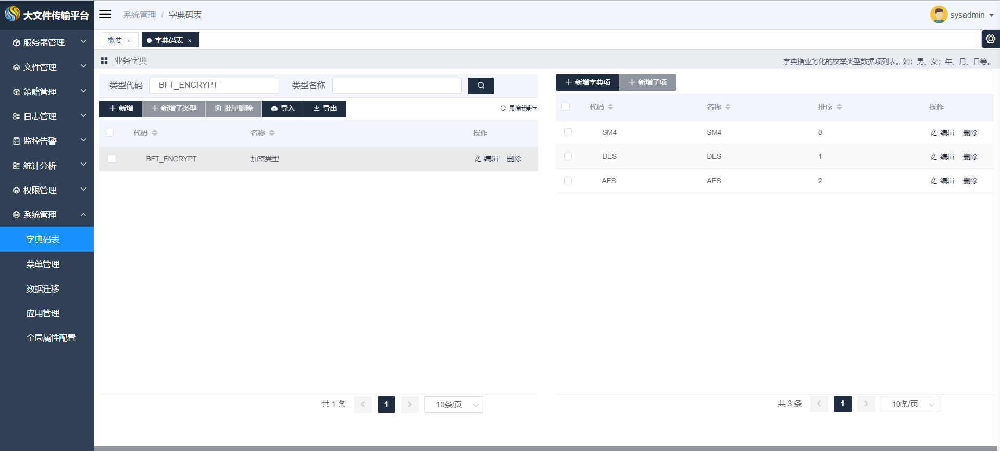 大文件传输平台
系统管理 / 字典码表
sysadmin
概要 ×
字典码表 ×
服务器管理
文件管理
策略管理
日志管理
监控告警
统计分析
权限管理
系统管理
字典码表
菜单管理
数据迁移
应用管理
全局属性配置
业务字典
字典指业务化的枚举类型数据项列表。如：男、女；年、月、日等。
类型代码 BFT_ENCRYPT 类型名称
新增 新增子类型 批量删除 导入 导出 刷新缓存
代码 名称 操作
BFT_ENCRYPT 加密类型 编辑 删除
共 1 条 1 10条/页
新增字典项 新增子项
代码 名称 排序 操作
SM4 SM4 0 编辑 删除
DES DES 1 编辑 删除
AES AES 2 编辑 删除
共 3 条 1 10条/页